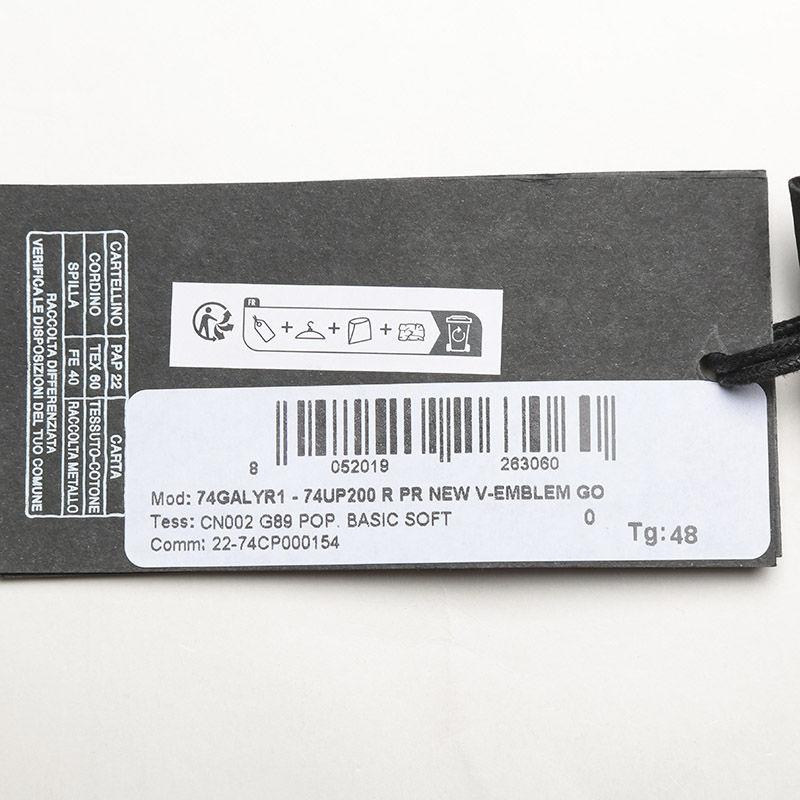 CARTELLINO PAP 22 CARTA
CORDINO TEX 60 TESSUTO-COTONE
SPILLA FE 40 RACCOLTA METALLO
RACCOLTA DIFFERENZIATA
VERIFICA LE DISPOSIZIONI DEL TUO COMUNE
FR
8 052019 263060
Mod: 74GALYR1 - 74UP200 R PR NEW V-EMBLEM GO
Tess: CN002 G89 POP. BASIC SOFT 0
Comm: 22-74CP000154
Tg:48